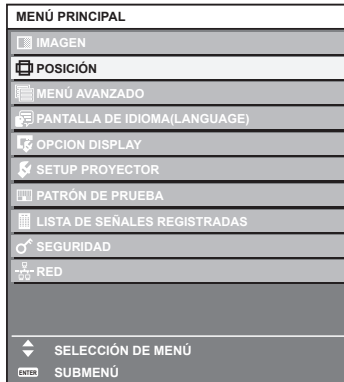 MENÚ PRINCIPAL
IMAGEN
POSICIÓN
MENÚ AVANZADO
PANTALLA DE IDIOMA(LANGUAGE)
OPCION DISPLAY
SETUP PROYECTOR
PATRÓN DE PRUEBA
LISTA DE SEÑALES REGISTRADAS
SEGURIDAD
RED
SELECCIÓN DE MENÚ
ENTER SUBMENÚ